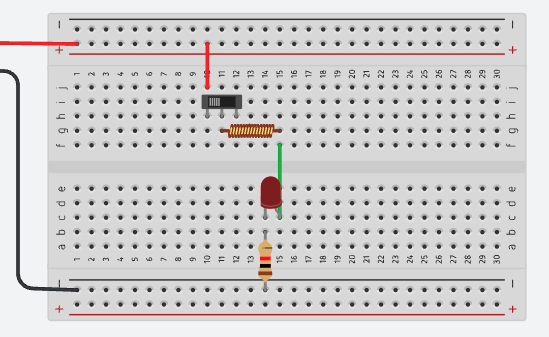 − −
+ +
1 2 3 4 5 6 7 8 9 10 11 12 13 14 15 16 17 18 19 20 21 22 23 24 25 26 27 28 29 30
j j
i i
h h
g g
f f
e e
d d
c c
b b
a a
1 2 3 4 5 6 7 8 9 10 11 12 13 14 15 16 17 18 19 20 21 22 23 24 25 26 27 28 29 30
− −
+ +